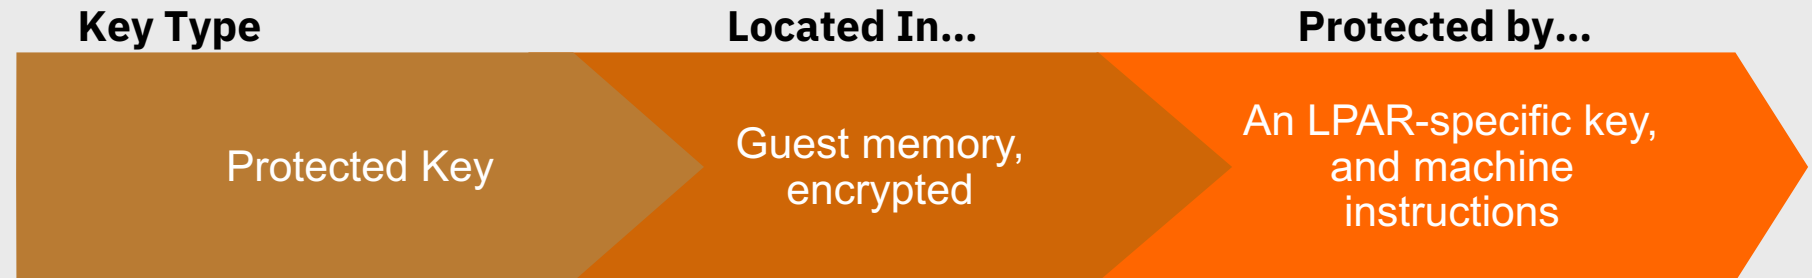 Key Type
Located In...
Protected by...
Protected Key
Guest memory,
encrypted
An LPAR-specific key,
and machine
instructions